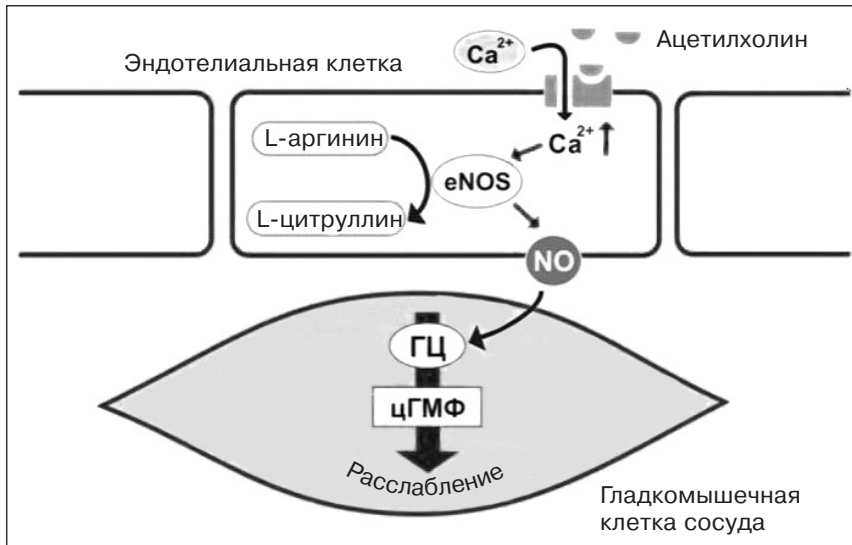 Ca²⁺
Ацетилхолин
Эндотелиальная клетка
L-аргинин
Ca²⁺
eNOS
L-цитруллин
NO
ГЦ
цГМФ
Расслабление
Гладкомышечная
клетка сосуда